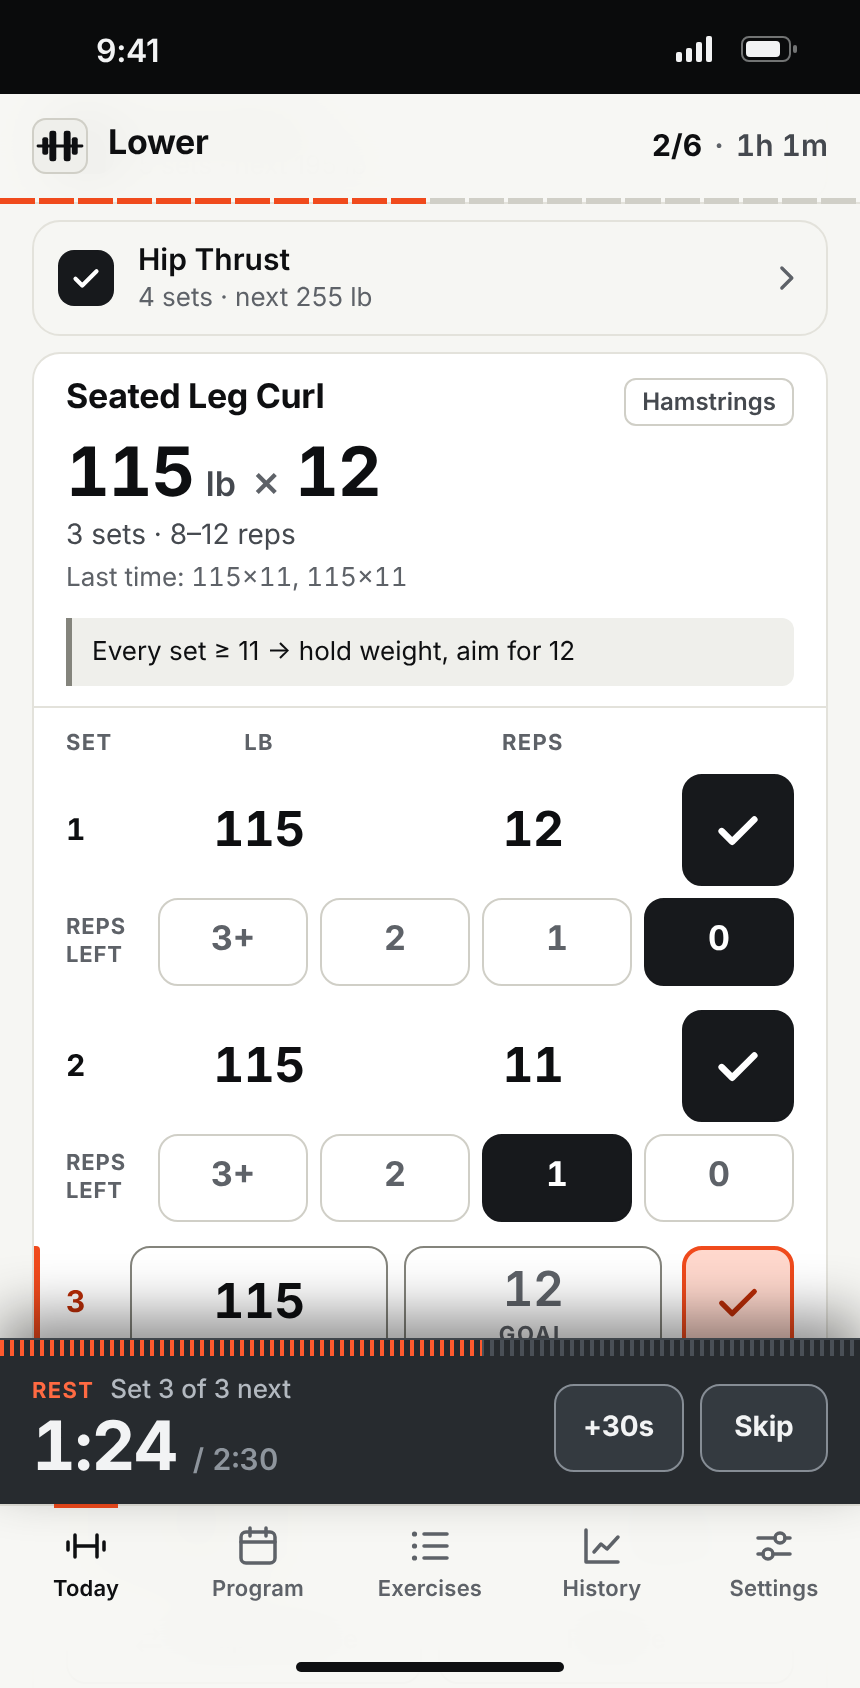 9:41
Lower
2/6 · 1h 1m
Hip Thrust
4 sets · next 255 lb
Seated Leg Curl
Hamstrings
115 lb × 12
3 sets · 8–12 reps
Last time: 115×11, 115×11
Every set ≥ 11 → hold weight, aim for 12
SET LB REPS
1 115 12
REPS LEFT 3+ 2 1 0
2 115 11
REPS LEFT 3+ 2 1 0
3 115 12
GOAL
REST Set 3 of 3 next
1:24 / 2:30
+30s Skip
Today Program Exercises History Settings